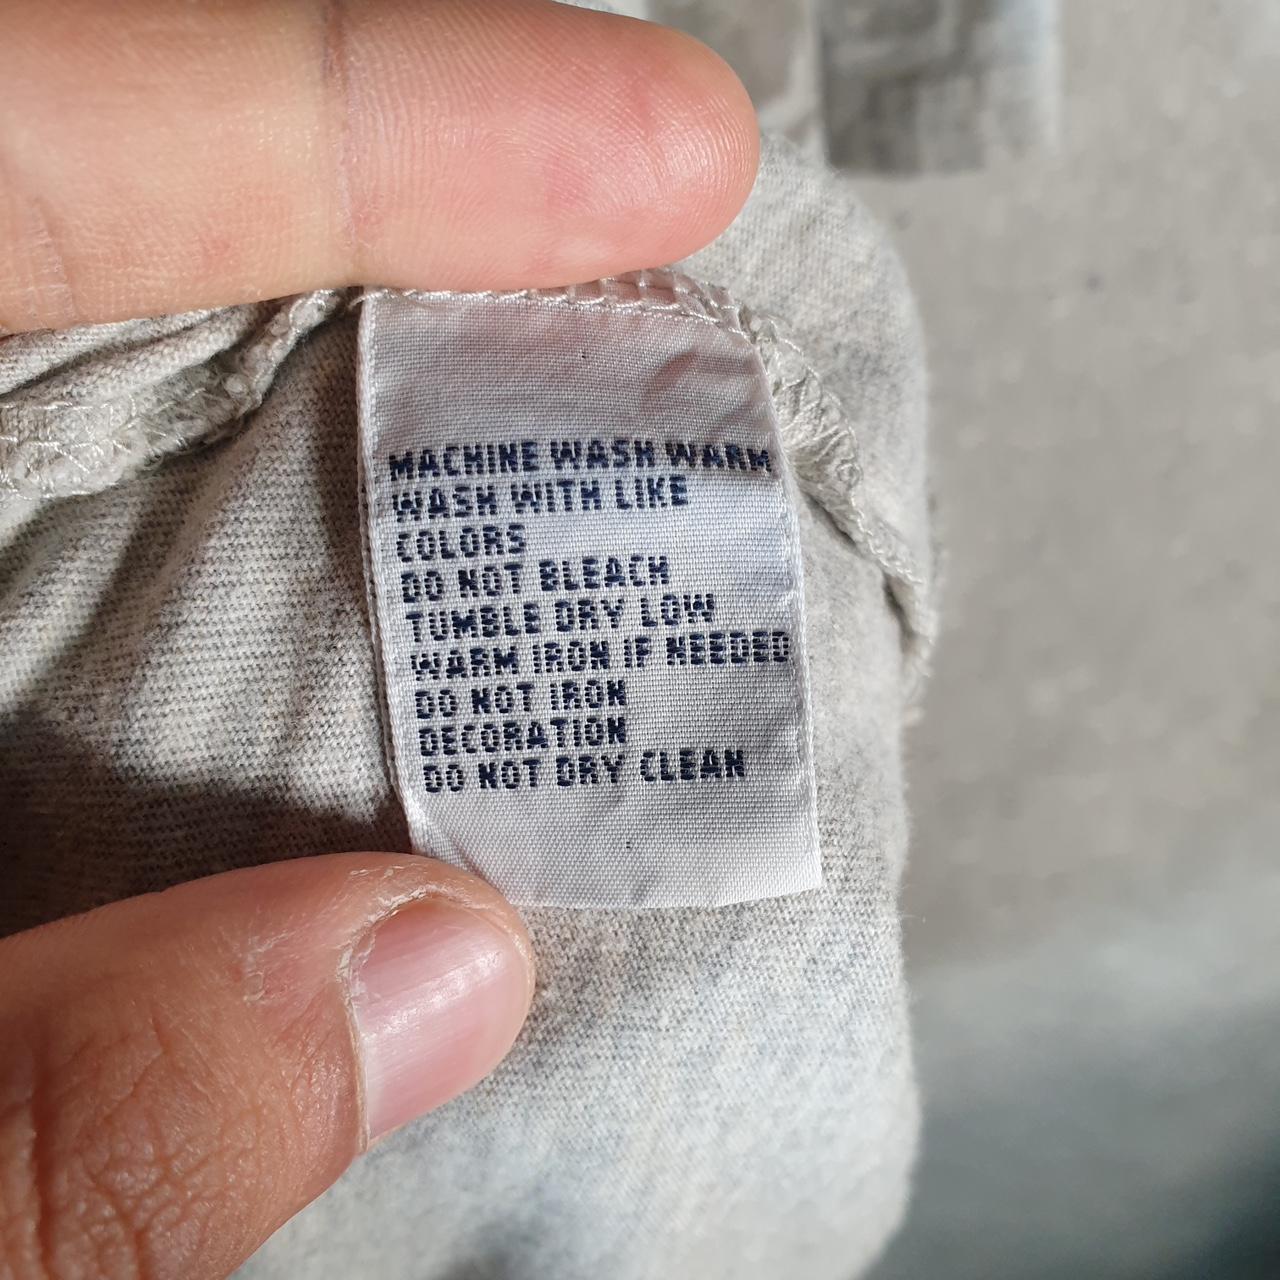 MACHINE WASH WARM
WASH WITH LIKE
COLORS
DO NOT BLEACH
TUMBLE DRY LOW
WARM IRON IF NEEDED
DO NOT IRON
DECORATION
DO NOT DRY CLEAN